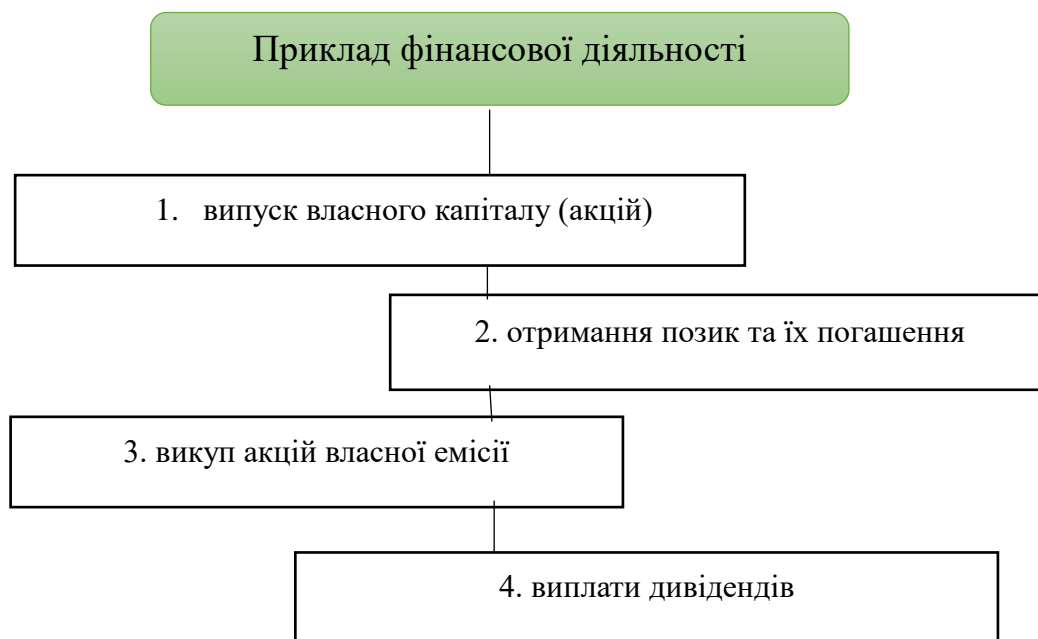 Приклад фінансової діяльності
1. випуск власного капіталу (акцій)
2. отримання позик та їх погашення
3. викуп акцій власної емісії
4. виплати дивідендів